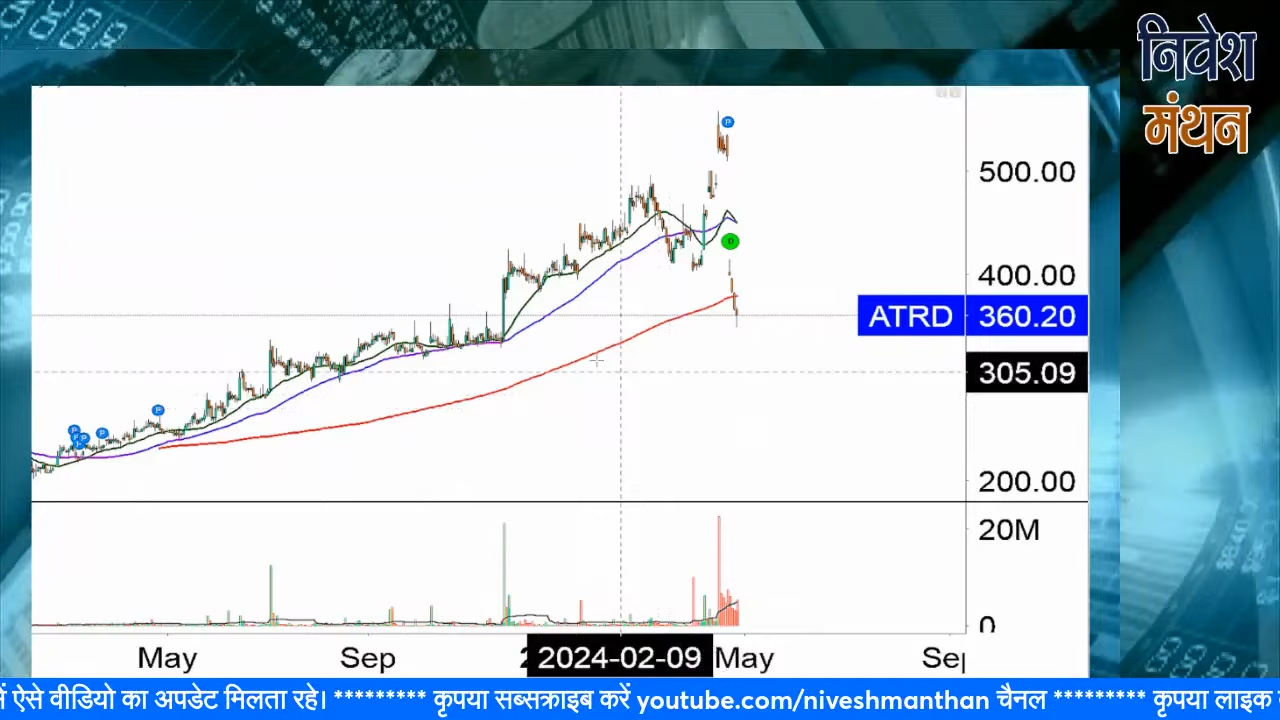 निवेश
मंथन
500.00
400.00
ATRD 360.20
305.09
200.00
20M
0
May Sep 2024-02-09 May
ऐसे वीडियो का अपडेट मिलता रहे। ********* कृपया सब्सक्राइब करें youtube.com/niveshmanthan चैनल ********* कृपया लाइक